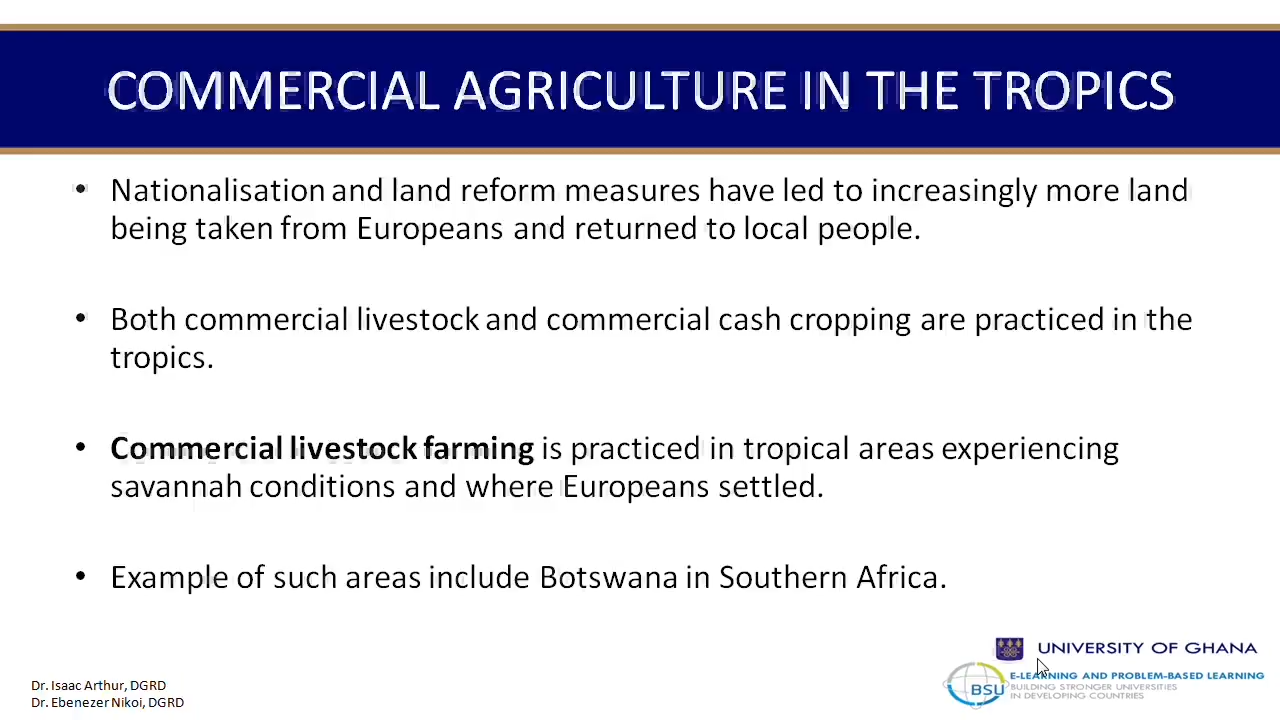 COMMERCIAL AGRICULTURE IN THE TROPICS
• Nationalisation and land reform measures have led to increasingly more land
being taken from Europeans and returned to local people.
• Both commercial livestock and commercial cash cropping are practiced in the
tropics.
• Commercial livestock farming is practiced in tropical areas experiencing
savannah conditions and where Europeans settled.
• Example of such areas include Botswana in Southern Africa.
UNIVERSITY OF GHANA
BSU
E-LEARNING AND PROBLEM-BASED LEARNING
BUILDING STRONGER UNIVERSITIES
IN DEVELOPING COUNTRIES
Dr. Isaac Arthur, DGRD
Dr. Ebenezer Nikoi, DGRD